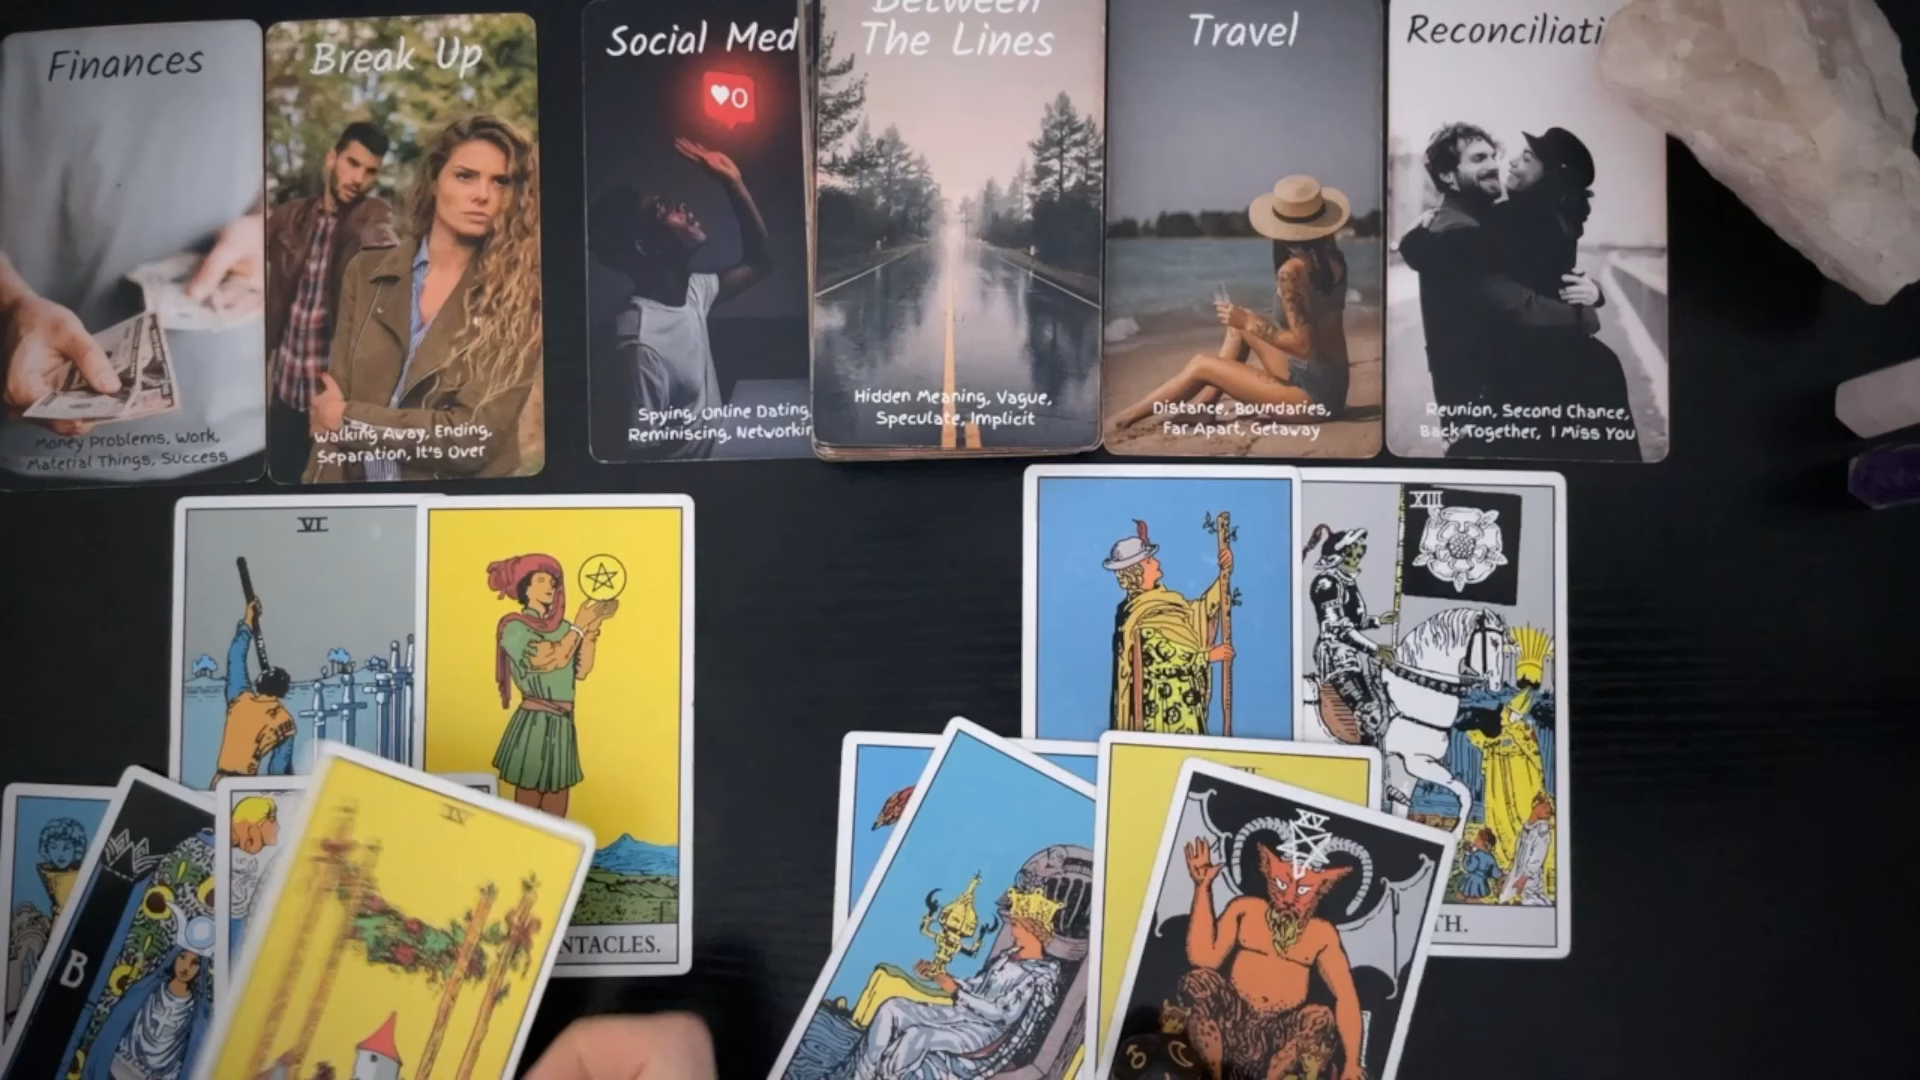 Finances
Money Problems, Work,
Material Things, Success
Break Up
Walking Away, Ending,
Separation, It's Over
Social Med
Spying, Online Dating,
Reminiscing, Networkin
Between
The Lines
Hidden Meaning, Vague,
Speculate, Implicit
Travel
Distance, Boundaries,
Far Apart, Getaway
Reconciliati
Reunion, Second Chance,
Back Together, I Miss You
VI
NTACLES.
XIII
TH.
B
IV